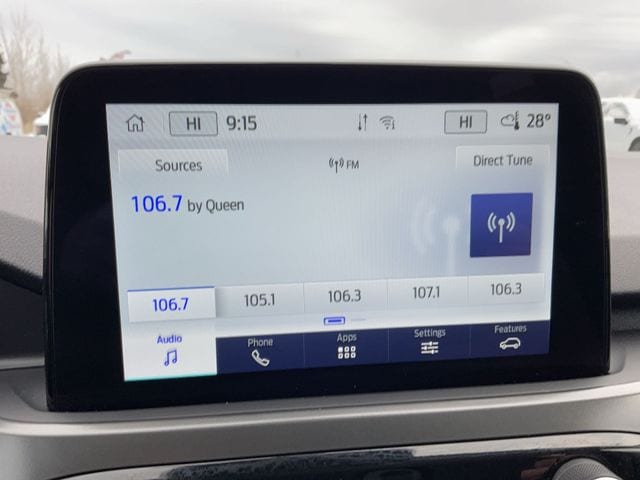 HI 9:15 HI 28°
Sources FM Direct Tune
106.7 by Queen
106.7 105.1 106.3 107.1 106.3
Audio Phone Apps Settings Features